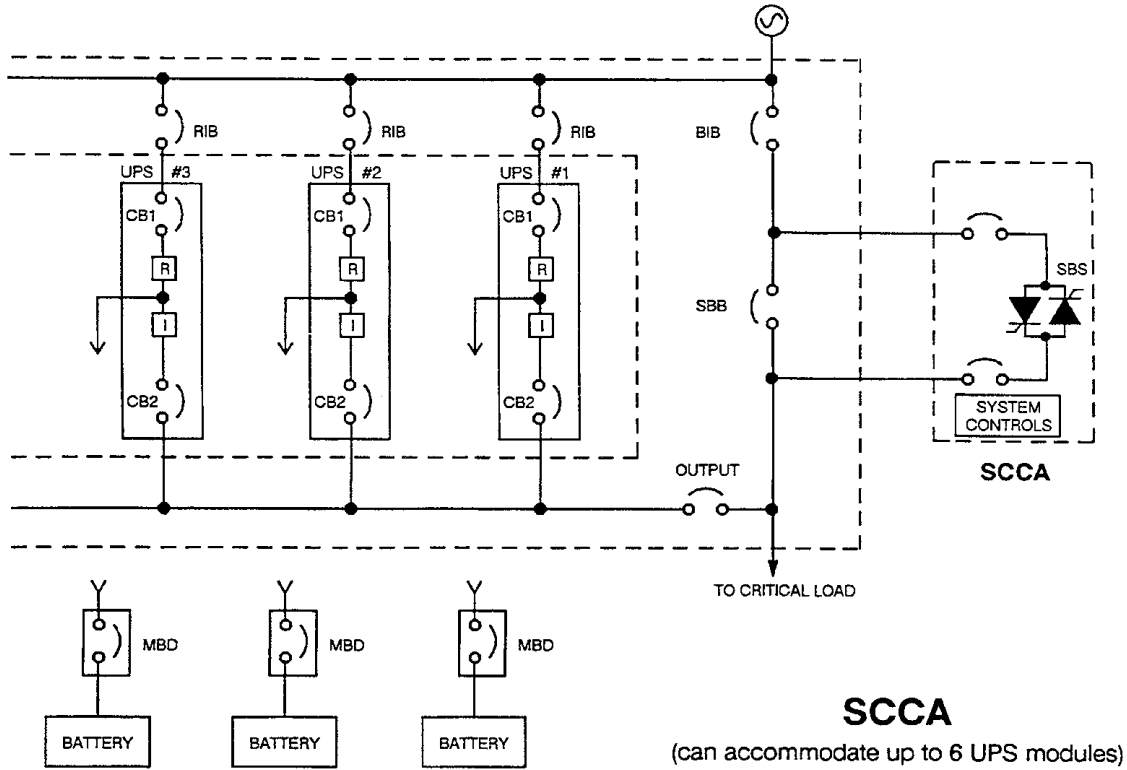 RIB
RIB
RIB
BIB
UPS #3
UPS #2
UPS #1
CB1
CB1
CB1
R
R
R
SBS
SBB
I
I
I
CB2
CB2
CB2
SYSTEM
CONTROLS
SCCA
OUTPUT
TO CRITICAL LOAD
MBD
MBD
MBD
BATTERY
BATTERY
BATTERY
SCCA
(can accommodate up to 6 UPS modules)